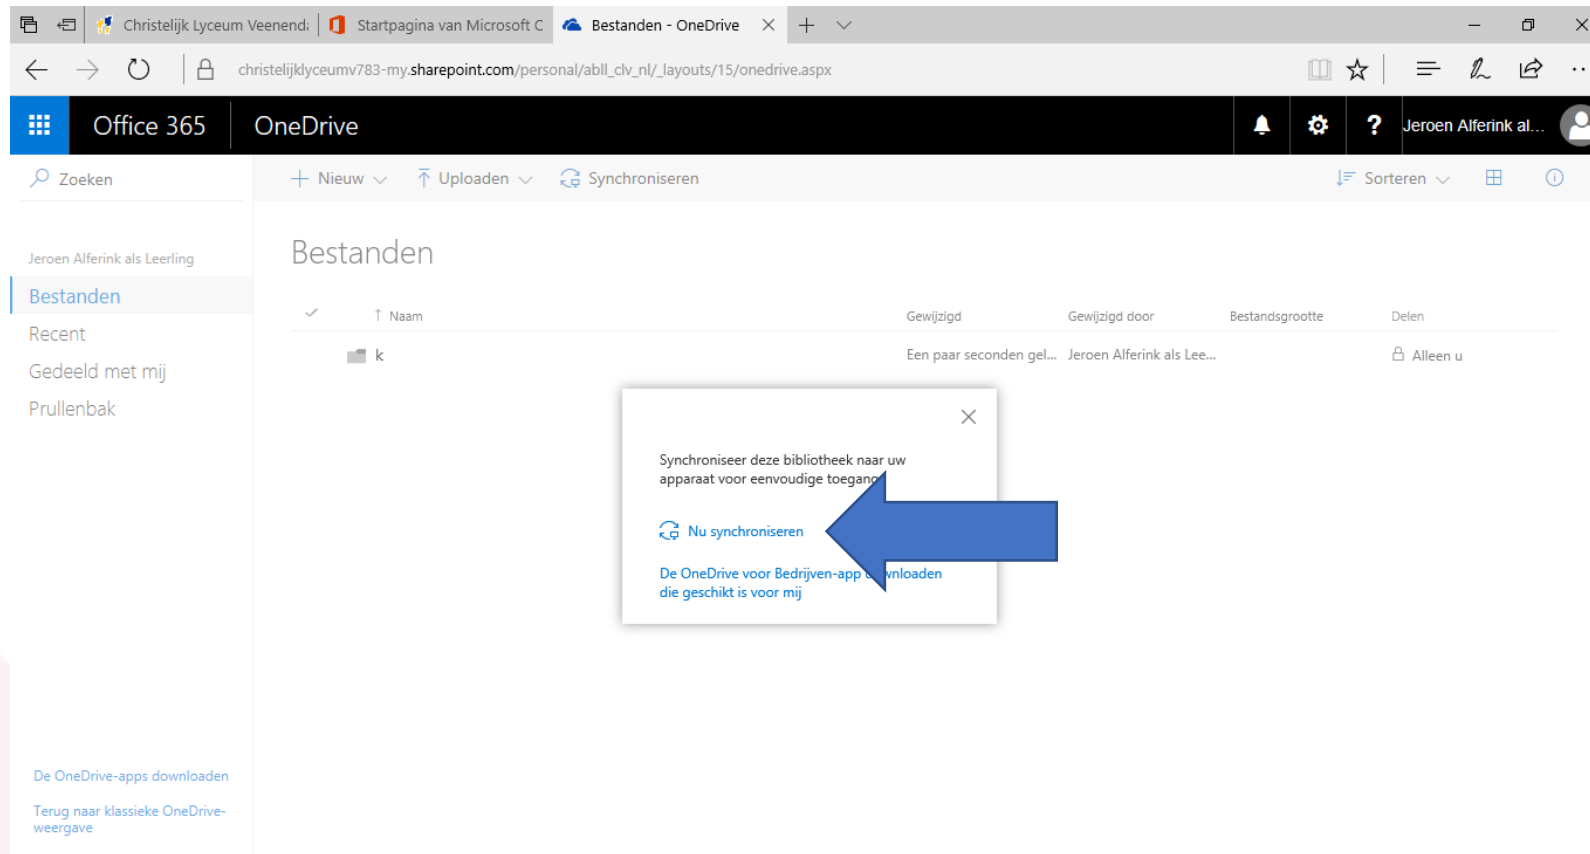 Christelijk Lyceum Veenenda
Startpagina van Microsoft C
Bestanden - OneDrive
christelijklyceumv783-my.sharepoint.com/personal/abll_clv_nl/_layouts/15/onedrive.aspx
Office 365
OneDrive
?
Jeroen Alferink al...
Zoeken
Nieuw
Uploaden
Synchroniseren
Sorteren
Jeroen Alferink als Leerling
Bestanden
Recent
Gedeeld met mij
Prullenbak
Bestanden
Naam
Gewijzigd
Gewijzigd door
Bestandsgrootte
Delen
k
Een paar seconden gel...
Jeroen Alferink als Lee...
Alleen u
Synchroniseer deze bibliotheek naar uw
apparaat voor eenvoudige toegang
Nu synchroniseren
De OneDrive voor Bedrijven-app downloaden
die geschikt is voor mij
De OneDrive-apps downloaden
Terug naar klassieke OneDrive-
weergave